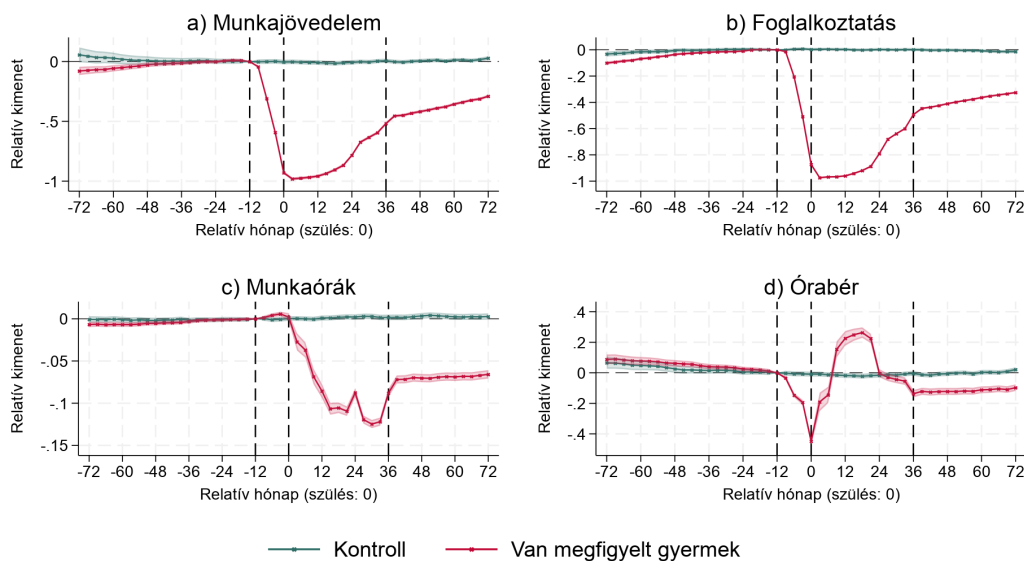 a) Munkajövedelem
Relatív kimenet
0
-.5
-1
-72 -60 -48 -36 -24 -12 0 12 24 36 48 60 72
Relatív hónap (szülés: 0)
b) Foglalkoztatás
Relatív kimenet
0
-.2
-.4
-.6
-.8
-1
-72 -60 -48 -36 -24 -12 0 12 24 36 48 60 72
Relatív hónap (szülés: 0)
c) Munkaórák
Relatív kimenet
0
-.05
-.1
-.15
-72 -60 -48 -36 -24 -12 0 12 24 36 48 60 72
Relatív hónap (szülés: 0)
d) Órabér
Relatív kimenet
.4
.2
0
-.2
-.4
-72 -60 -48 -36 -24 -12 0 12 24 36 48 60 72
Relatív hónap (szülés: 0)
Kontroll Van megfigyelt gyermek